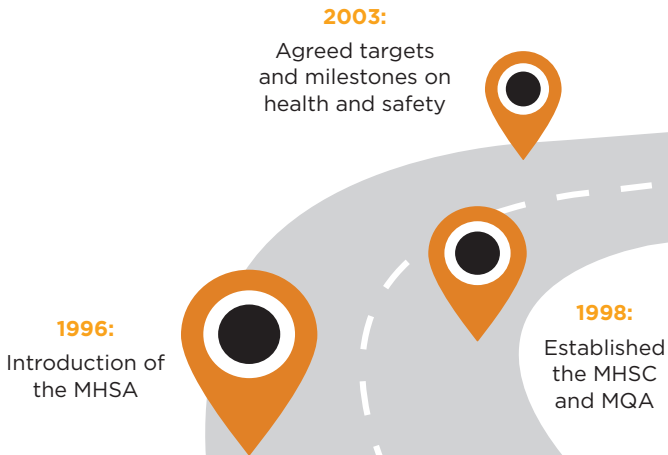 2003:
Agreed targets
and milestones on
health and safety
1996:
Introduction of
the MHSA
1998:
Established
the MHSC
and MQA